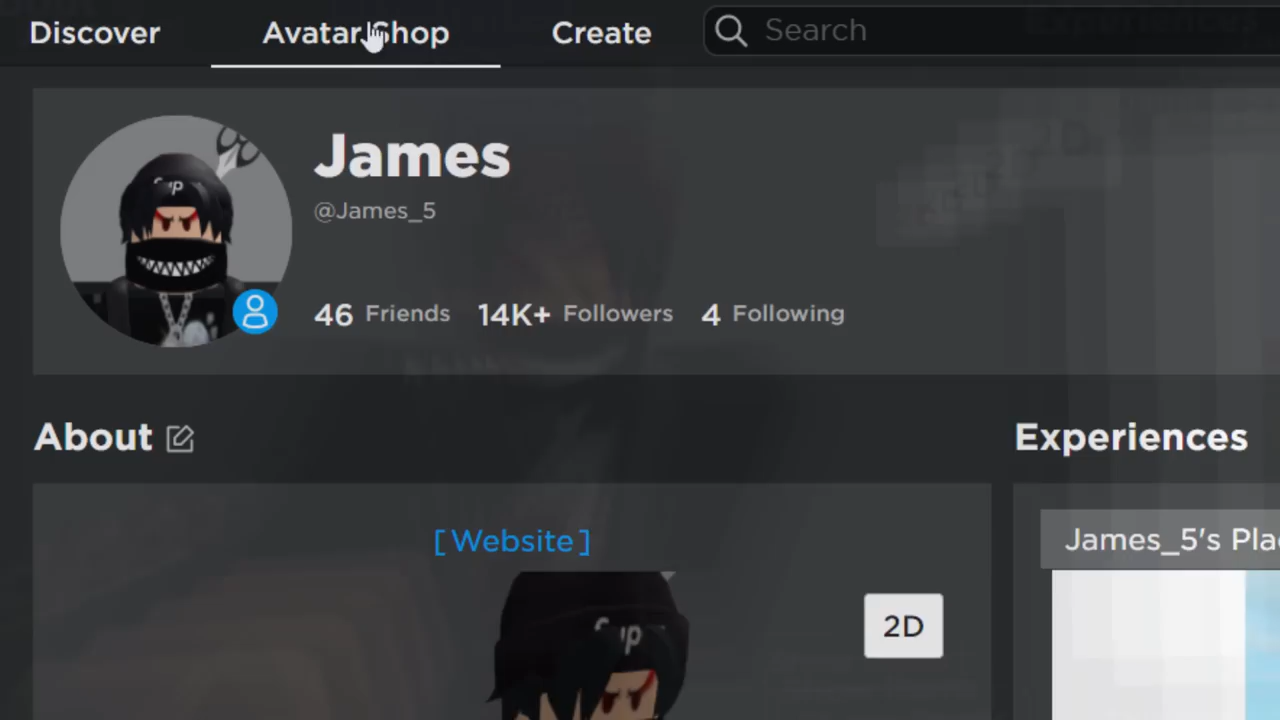 Discover Avatar Shop Create Search
James
@James_5
46 Friends 14K+ Followers 4 Following
About
Experiences
[ Website ]
James_5's Pla
2D